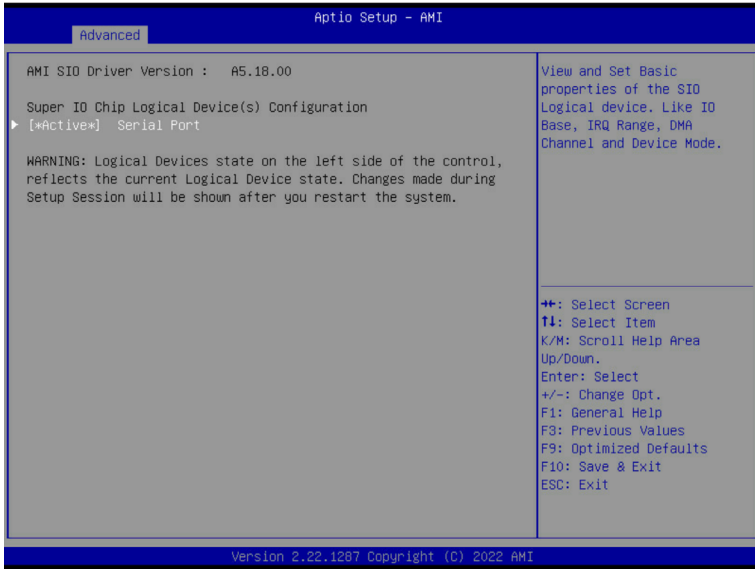 Aptio Setup – AMI
Advanced
AMI SIO Driver Version : A5.18.00
Super IO Chip Logical Device(s) Configuration
▶ [*Active*] Serial Port
WARNING: Logical Devices state on the left side of the control,
reflects the current Logical Device state. Changes made during
Setup Session will be shown after you restart the system.
View and Set Basic
properties of the SIO
Logical device. Like IO
Base, IRQ Range, DMA
Channel and Device Mode.
→←: Select Screen
↑↓: Select Item
K/M: Scroll Help Area
Up/Down.
Enter: Select
+/-: Change Opt.
F1: General Help
F3: Previous Values
F9: Optimized Defaults
F10: Save & Exit
ESC: Exit
Version 2.22.1287 Copyright (C) 2022 AMI